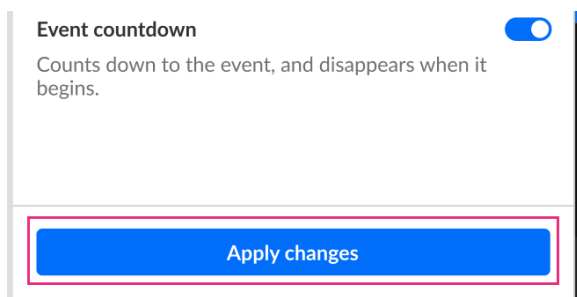 Event countdown
Counts down to the event, and disappears when it
begins.
Apply changes